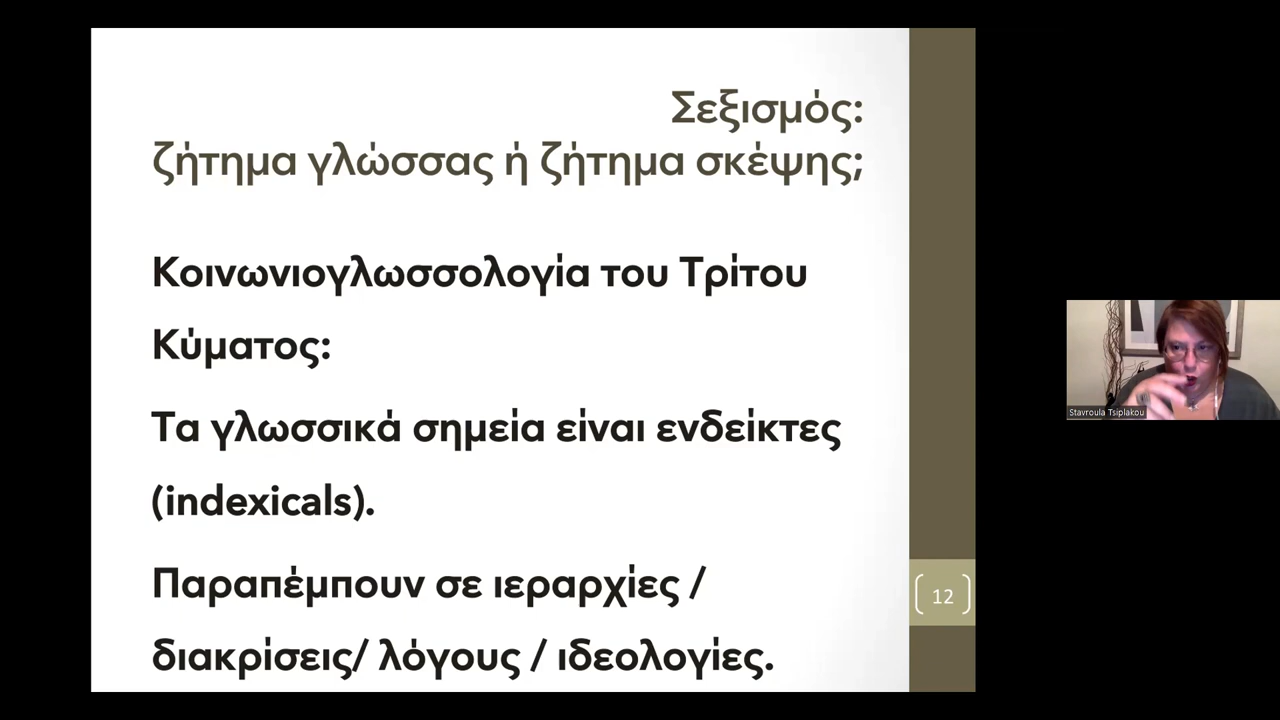 Σεξισμός:
ζήτημα γλώσσας ή ζήτημα σκέψης;
Κοινωνιογλωσσολογία του Τρίτου
Κύματος:
Τα γλωσσικά σημεία είναι ενδείκτες
(indexicals).
Παραπέμπουν σε ιεραρχίες /
διακρίσεις/ λόγους / ιδεολογίες.
12
Stavroula Tsiplakou